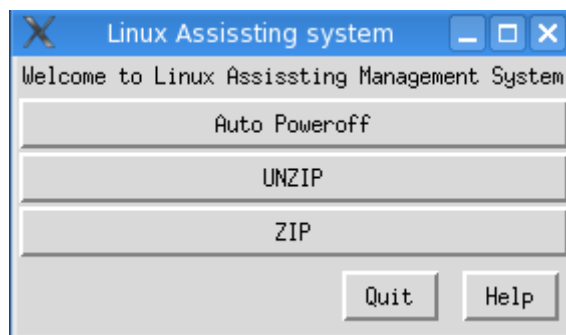 Linux Assissting system
Welcome to Linux Assissting Management System
Auto Poweroff
UNZIP
ZIP
Quit Help